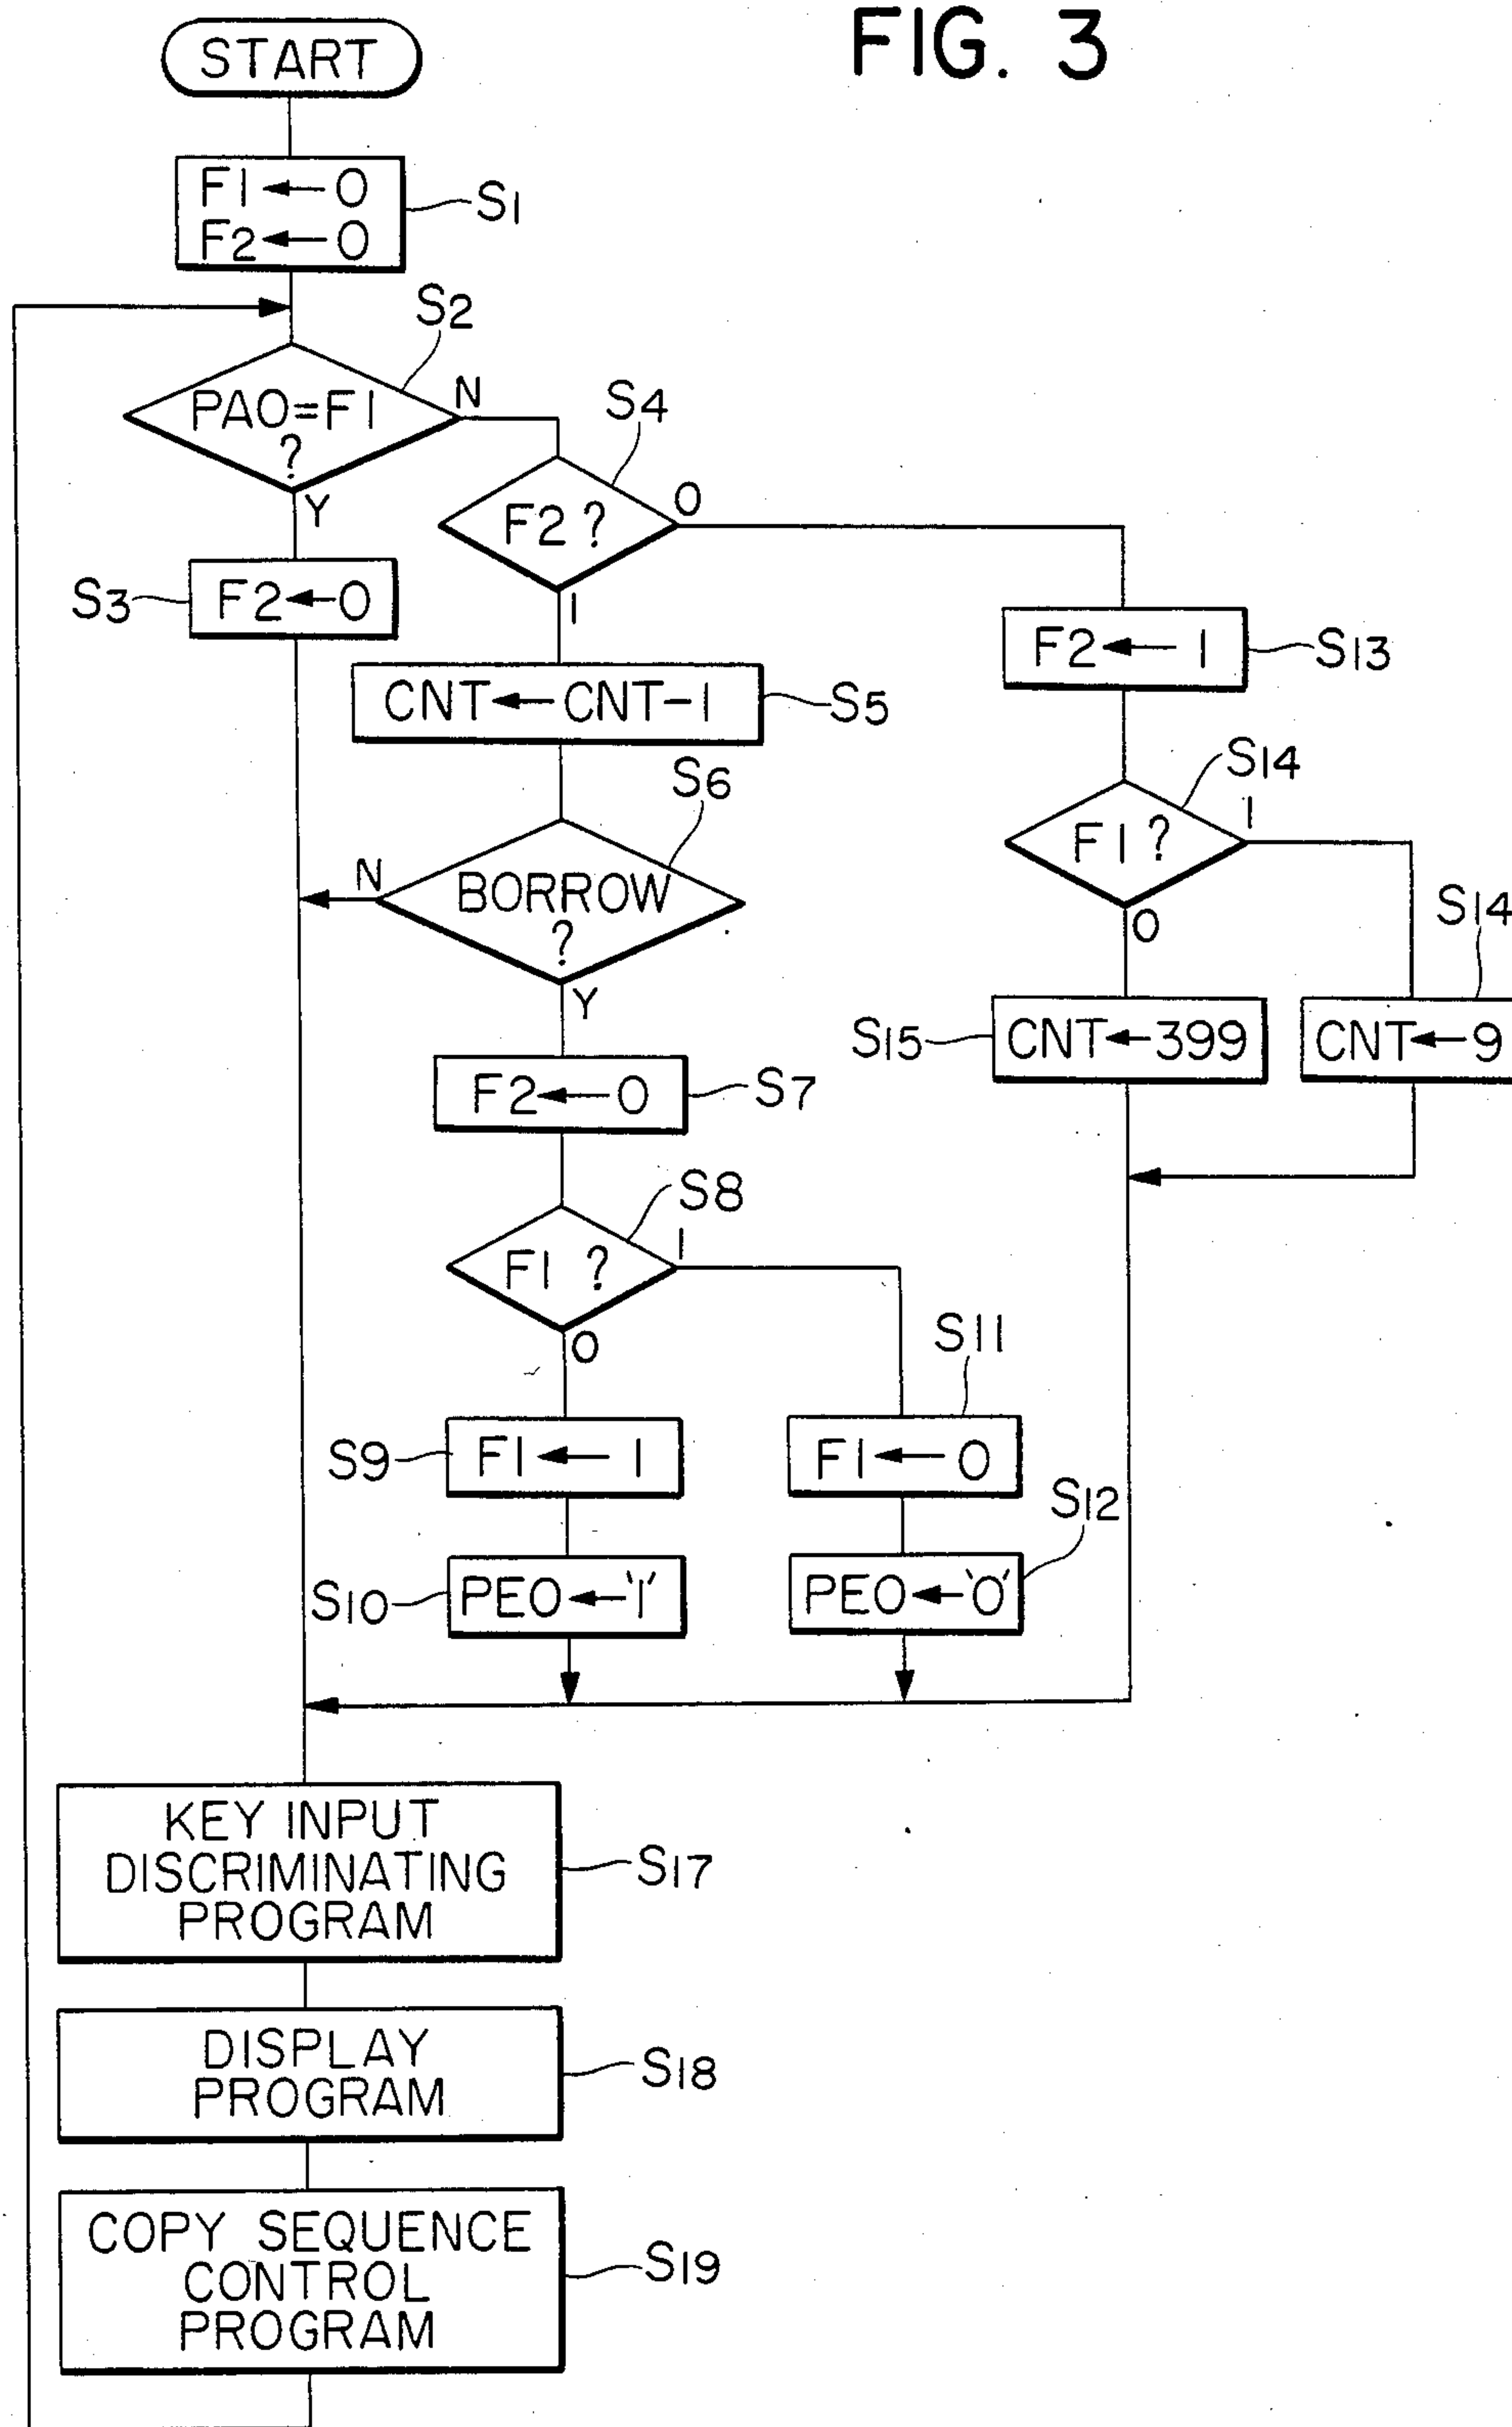 FIG. 3
START
F1←0
F2←0
S1
S2
PA0=F1
?
N
Y
S4
F2?
0
1
S3
F2←0
F2←1
S13
CNT←CNT-1
S5
S6
S14
F1?
1
0
N
BORROW
?
Y
S14
S15
CNT←399
CNT←9
F2←0
S7
S8
F1 ?
1
0
S11
S9
F1←1
F1←0
S12
S10
PE0←'1'
PE0←'0'
KEY INPUT
DISCRIMINATING
PROGRAM
S17
DISPLAY
PROGRAM
S18
COPY SEQUENCE
CONTROL
PROGRAM
S19